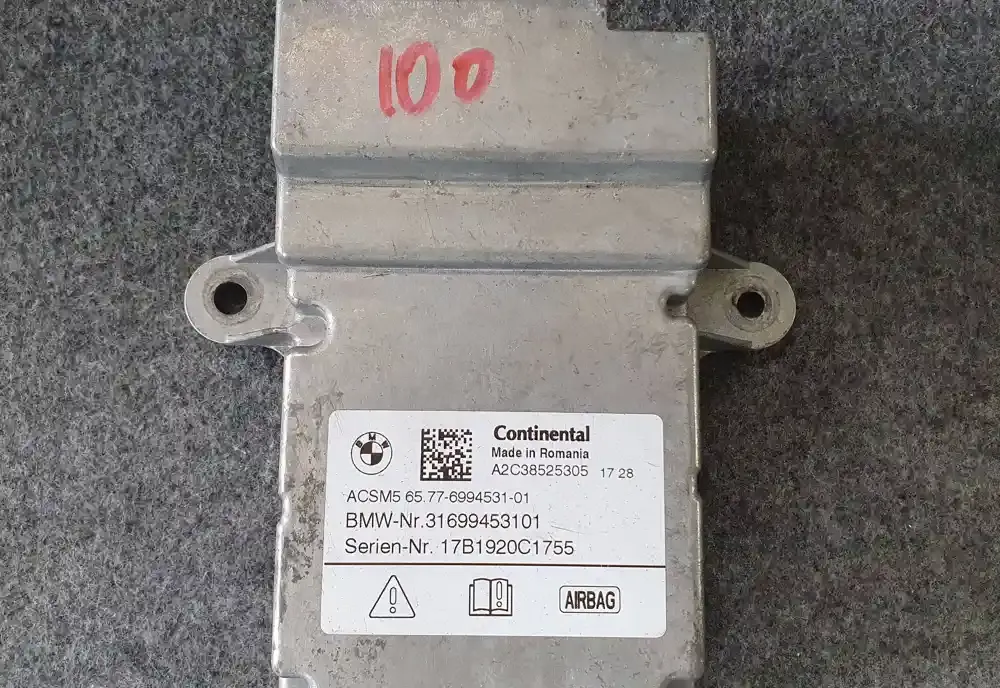 100
BMW
Continental
Made in Romania
A2C38525305 17 28
ACSM5 65.77-6994531-01
BMW-Nr.31699453101
Serien-Nr. 17B1920C1755
AIRBAG